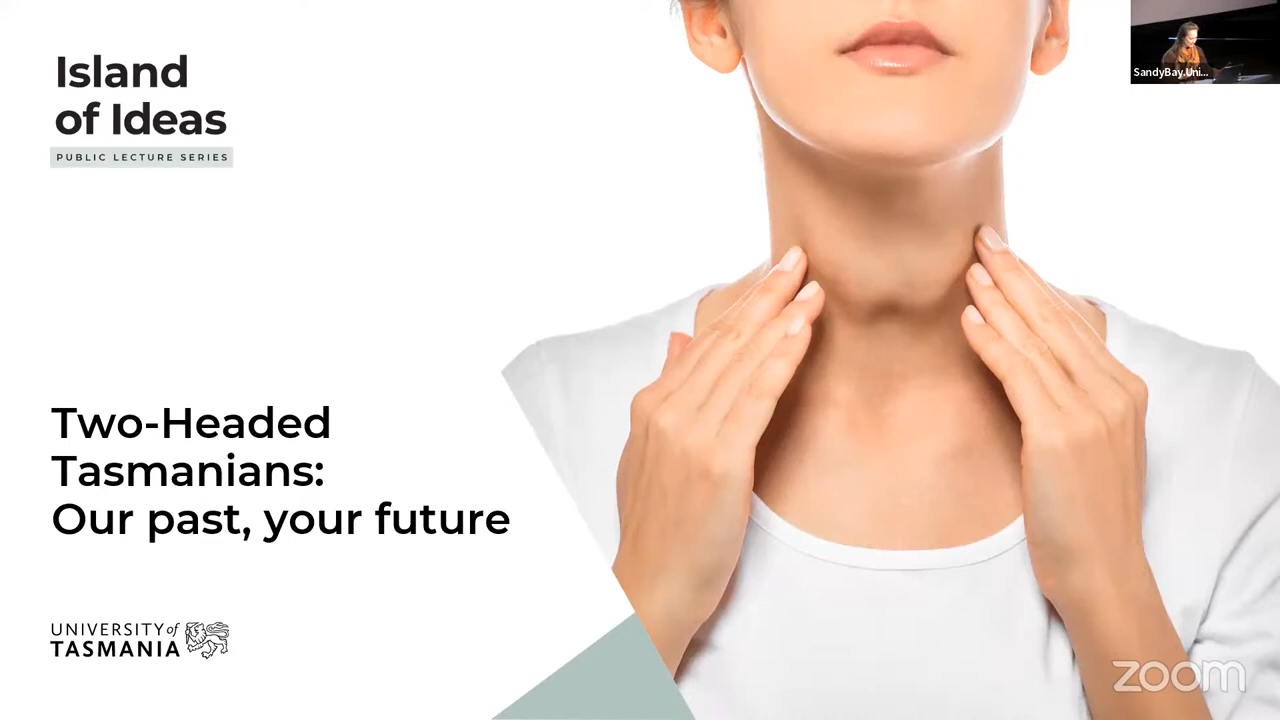 Island
of Ideas
PUBLIC LECTURE SERIES
SandyBay.Uni...
Two-Headed
Tasmanians:
Our past, your future
UNIVERSITY of
TASMANIA
zoom